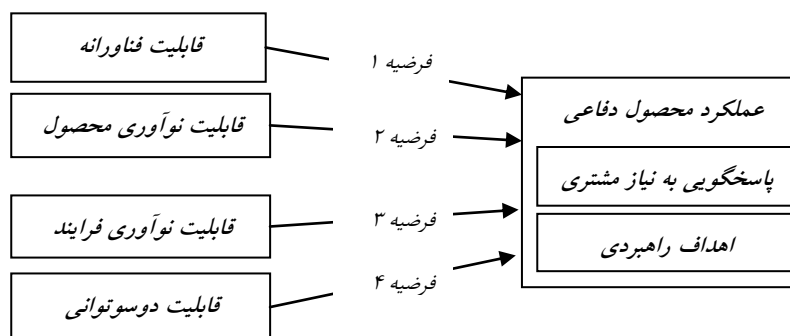 قابلیت فناورانه
فرضیه ۱
عملکرد محصول دفاعی
قابلیت نوآوری محصول
فرضیه ۲
پاسخگویی به نیاز مشتری
قابلیت نوآوری فرایند
فرضیه ۳
اهداف راهبردی
قابلیت دوسوتوانی
فرضیه ۴